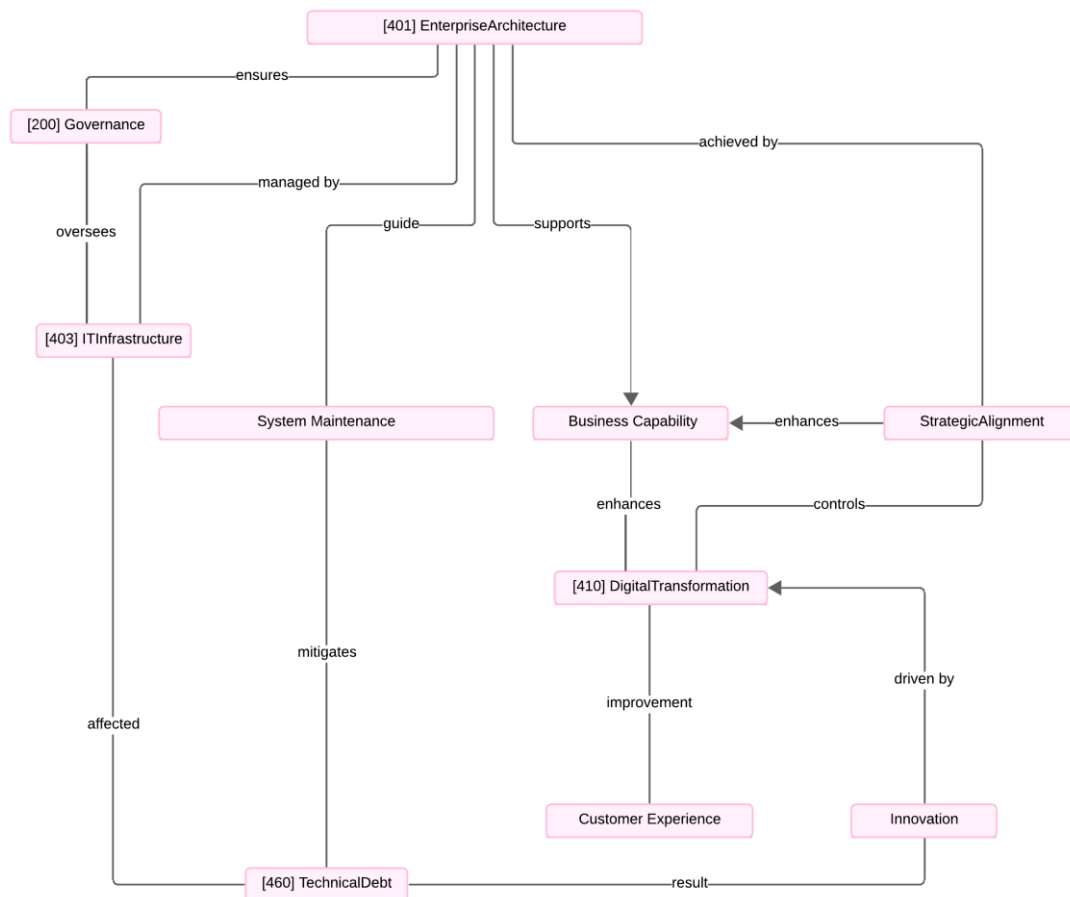 [401] EnterpriseArchitecture
ensures
[200] Governance
achieved by
managed by
guide
supports
oversees
[403] ITInfrastructure
System Maintenance
Business Capability
enhances
StrategicAlignment
enhances
controls
[410] DigitalTransformation
mitigates
driven by
improvement
affected
Customer Experience
Innovation
[460] TechnicalDebt
result